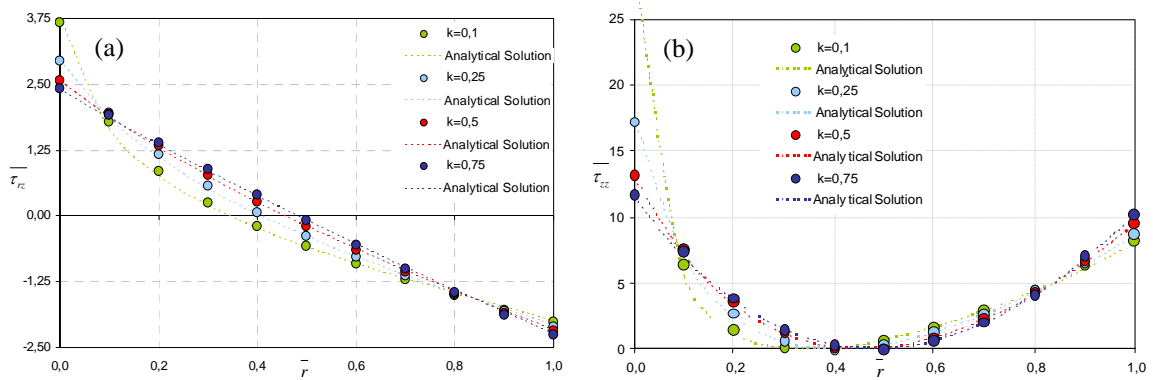 3,75
2,50
1,25
0,00
-1,25
-2,50
τrz
(a)
k=0,1
Analytical Solution
k=0,25
Analytical Solution
k=0,5
Analytical Solution
k=0,75
Analytical Solution
0,0 0,2 0,4 0,6 0,8 1,0
r
25
20
15
10
5
0
τzz
(b)
k=0,1
Analytical Solution
k=0,25
Analytical Solution
k=0,5
Analytical Solution
k=0,75
Analytical Solution
0,0 0,2 0,4 0,6 0,8 1,0
r